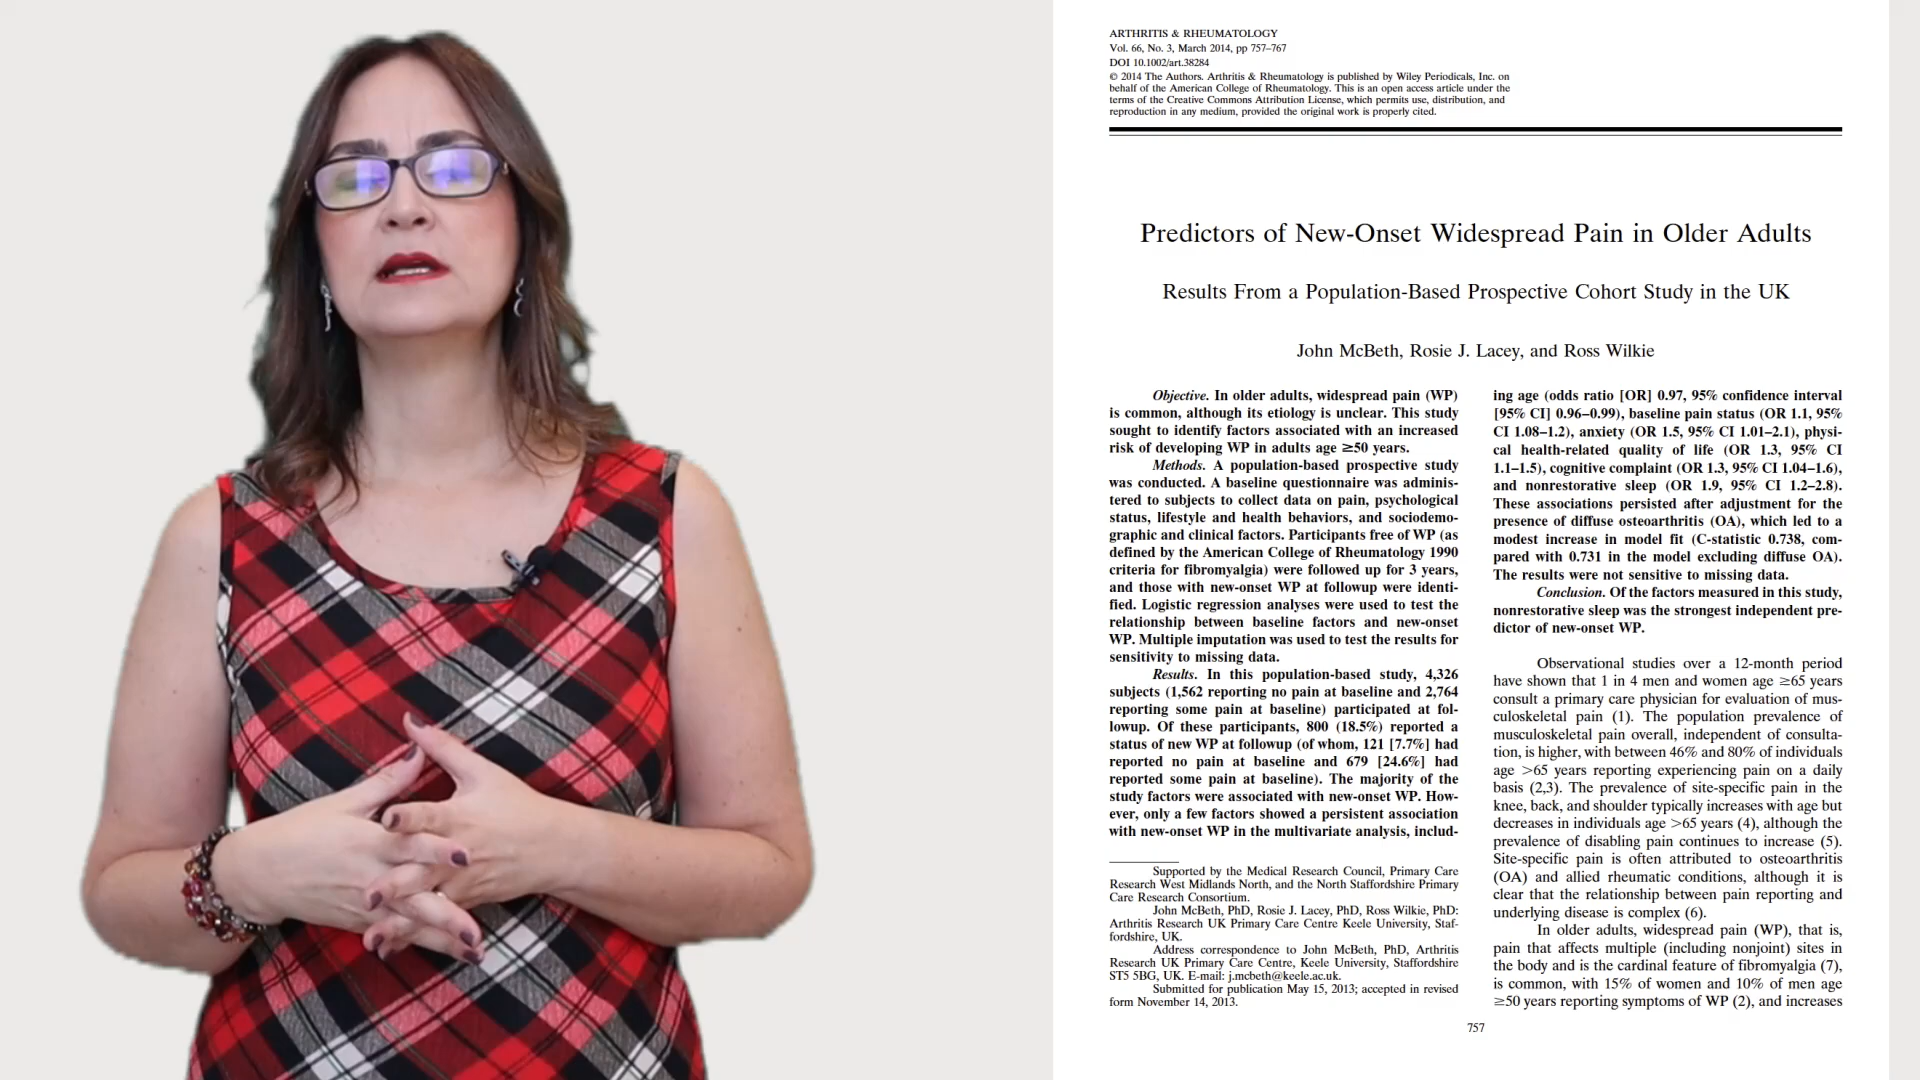 ARTHRITIS & RHEUMATOLOGY
Vol. 66, No. 3, March 2014, pp 757–767
DOI 10.1002/art.38284
© 2014 The Authors. Arthritis & Rheumatology is published by Wiley Periodicals, Inc. on
behalf of the American College of Rheumatology. This is an open access article under the
terms of the Creative Commons Attribution License, which permits use, distribution, and
reproduction in any medium, provided the original work is properly cited.
Predictors of New-Onset Widespread Pain in Older Adults
Results From a Population-Based Prospective Cohort Study in the UK
John McBeth, Rosie J. Lacey, and Ross Wilkie
Objective. In older adults, widespread pain (WP)
is common, although its etiology is unclear. This study
sought to identify factors associated with an increased
risk of developing WP in adults age ≥50 years.
Methods. A population-based prospective study
was conducted. A baseline questionnaire was adminis-
tered to subjects to collect data on pain, psychological
status, lifestyle and health behaviors, and sociodemo-
graphic and clinical factors. Participants free of WP (as
defined by the American College of Rheumatology 1990
criteria for fibromyalgia) were followed up for 3 years,
and those with new-onset WP at followup were identi-
fied. Logistic regression analyses were used to test the
relationship between baseline factors and new-onset
WP. Multiple imputation was used to test the results for
sensitivity to missing data.
Results. In this population-based study, 4,326
subjects (1,562 reporting no pain at baseline and 2,764
reporting some pain at baseline) participated at fol-
lowup. Of these participants, 800 (18.5%) reported a
status of new WP at followup (of whom, 121 [7.7%] had
reported no pain at baseline and 679 [24.6%] had
reported some pain at baseline). The majority of the
study factors were associated with new-onset WP. How-
ever, only a few factors showed a persistent association
with new-onset WP in the multivariate analysis, includ-
Supported by the Medical Research Council, Primary Care
Research West Midlands North, and the North Staffordshire Primary
Care Research Consortium.
John McBeth, PhD, Rosie J. Lacey, PhD, Ross Wilkie, PhD:
Arthritis Research UK Primary Care Centre Keele University, Staf-
fordshire, UK.
Address correspondence to John McBeth, PhD, Arthritis
Research UK Primary Care Centre, Keele University, Staffordshire
ST5 5BG, UK. E-mail: j.mcbeth@keele.ac.uk.
Submitted for publication May 15, 2013; accepted in revised
form November 14, 2013.
ing age (odds ratio [OR] 0.97, 95% confidence interval
[95% CI] 0.96–0.99), baseline pain status (OR 1.1, 95%
CI 1.08–1.2), anxiety (OR 1.5, 95% CI 1.01–2.1), physi-
cal health-related quality of life (OR 1.3, 95% CI
1.1–1.5), cognitive complaint (OR 1.3, 95% CI 1.04–1.6),
and nonrestorative sleep (OR 1.9, 95% CI 1.2–2.8).
These associations persisted after adjustment for the
presence of diffuse osteoarthritis (OA), which led to a
modest increase in model fit (C-statistic 0.738, com-
pared with 0.731 in the model excluding diffuse OA).
The results were not sensitive to missing data.
Conclusion. Of the factors measured in this study,
nonrestorative sleep was the strongest independent pre-
dictor of new-onset WP.
Observational studies over a 12-month period
have shown that 1 in 4 men and women age ≥65 years
consult a primary care physician for evaluation of mus-
culoskeletal pain (1). The population prevalence of
musculoskeletal pain overall, independent of consulta-
tion, is higher, with between 46% and 80% of individuals
age >65 years reporting experiencing pain on a daily
basis (2,3). The prevalence of site-specific pain in the
knee, back, and shoulder typically increases with age but
decreases in individuals age >65 years (4), although the
prevalence of disabling pain continues to increase (5).
Site-specific pain is often attributed to osteoarthritis
(OA) and allied rheumatic conditions, although it is
clear that the relationship between pain reporting and
underlying disease is complex (6).
In older adults, widespread pain (WP), that is,
pain that affects multiple (including nonjoint) sites in
the body and is the cardinal feature of fibromyalgia (7),
is common, with 15% of women and 10% of men age
≥50 years reporting symptoms of WP (2), and increases
757